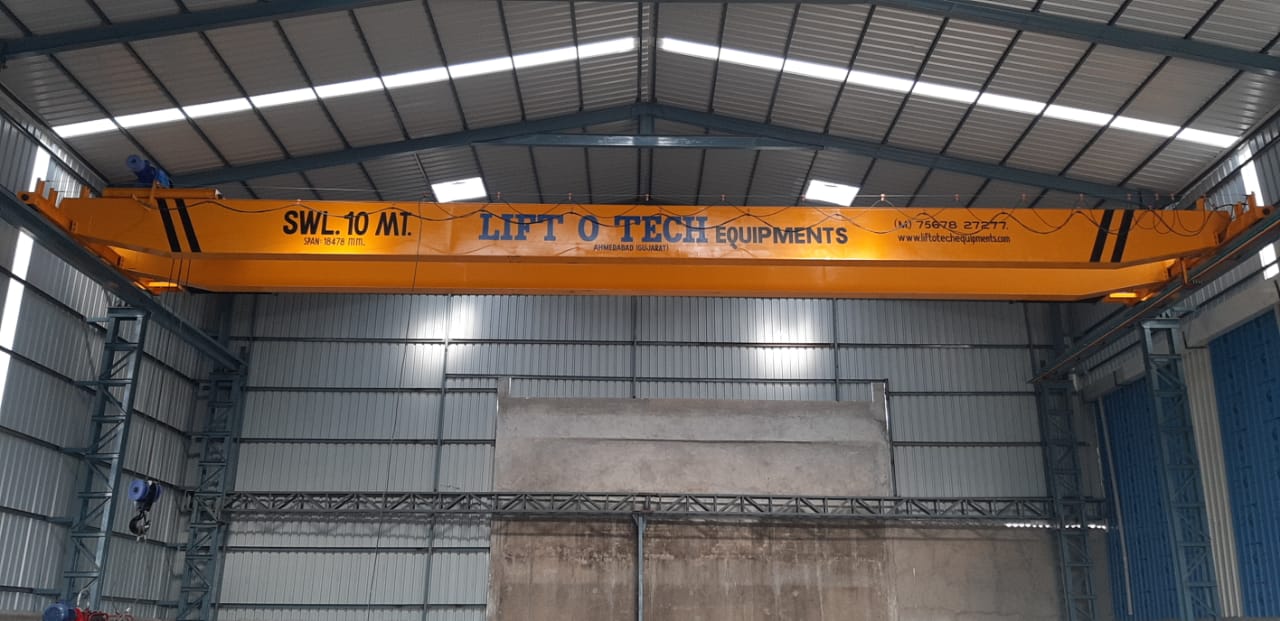 SWL. 10 MT.
SPAN:- 18478 mm.
LIFT O TECH EQUIPMENTS
AHMEDABAD (GUJARAT)
(M) 75678 27277.
www.liftotechequipments.com